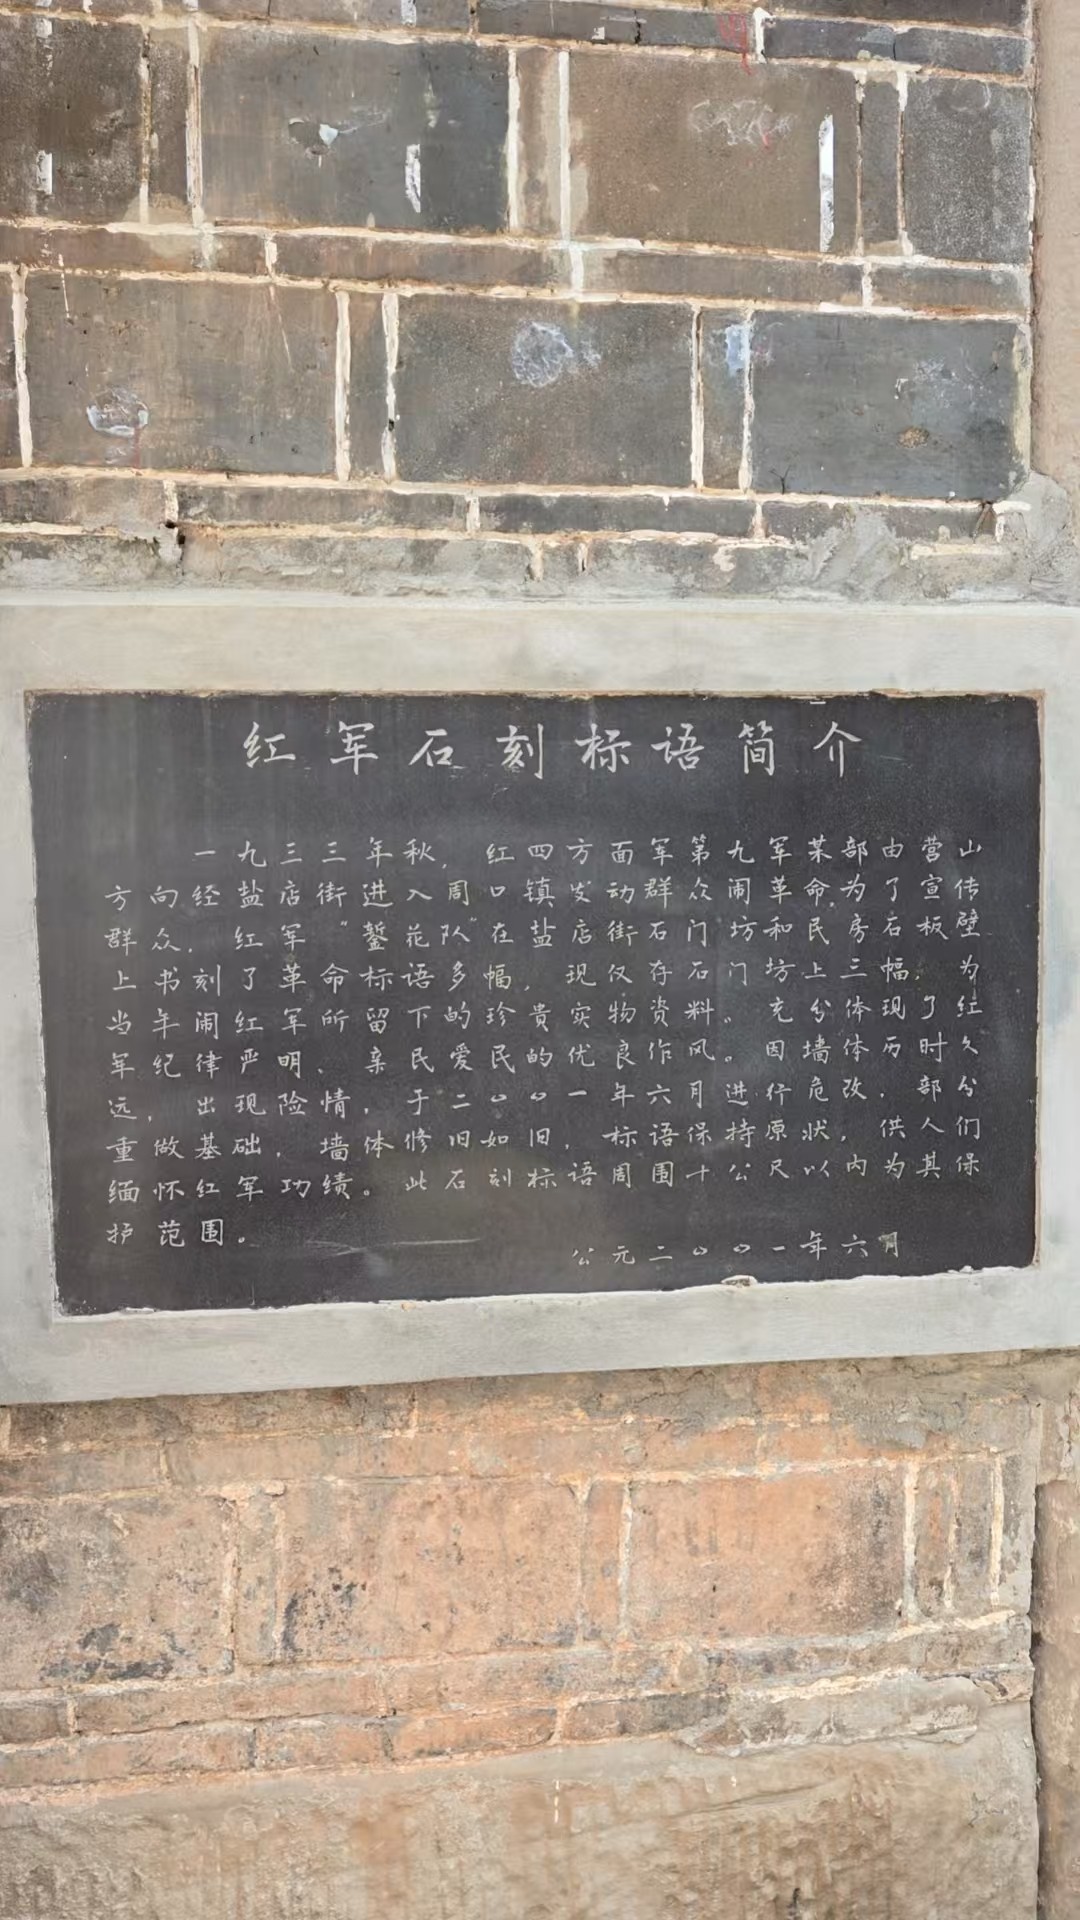 红军石刻标语简介
一九三三年秋,红四方面军第九军某部由营山
方向经盐店街进入周口镇发动群众闹革命,为了宣传
群众,红军“錾花队”在盐店街石门坊和民房石板壁
上书刻了革命标语多幅,现仅存石门坊上三幅,为
当年闹红军所留下的珍贵实物资料。充分体现了红
军纪律严明、亲民爱民的优良作风。因墙体历时久
远,出现险情,于二〇〇一年六月进行危改,部分
重做基础,墙体修旧如旧,标语保持原状,供人们
缅怀红军功绩。此石刻标语周围十公尺以内为其保
护范围。
公元二〇〇一年六月